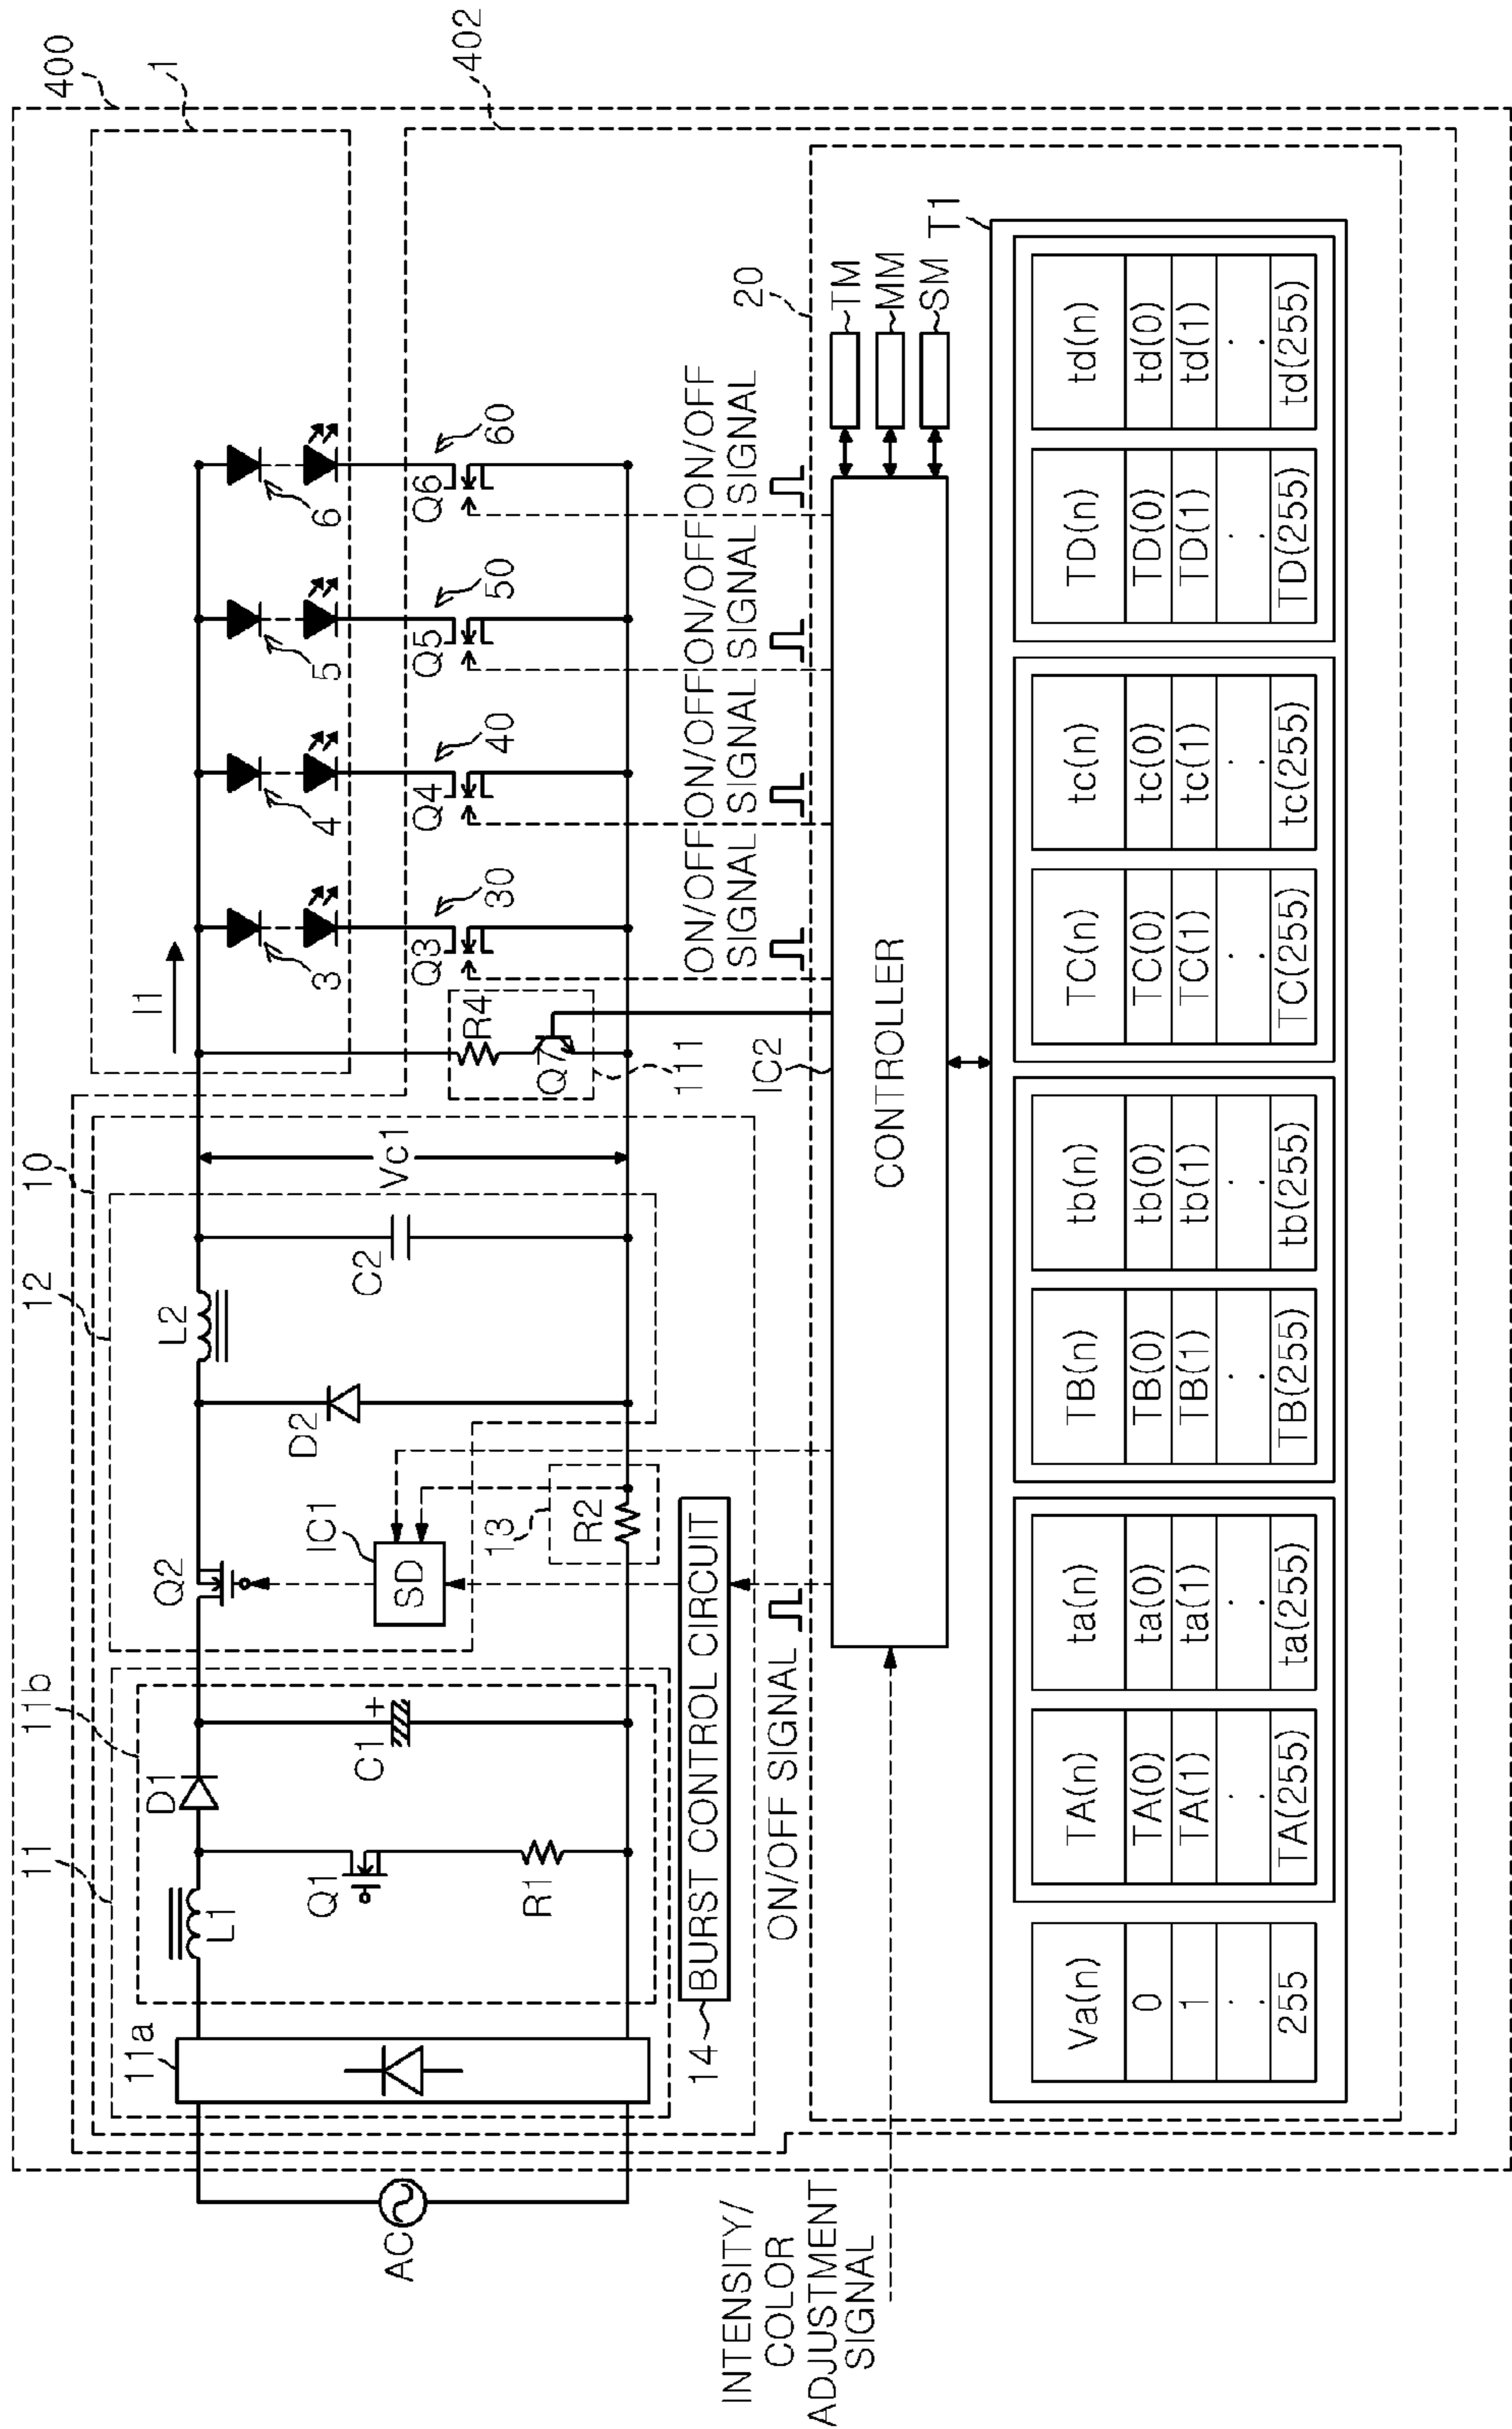 400
1
402
10
12
11
11b
11a
L1
D1
Q1
R1
C1
+
Q2
IC1
SD
13
R2
D2
L2
C2
Vc1
I1
3
4
5
6
R4
Q7
111
Q3
30
Q4
40
Q5
50
Q6
60
AC
14
BURST CONTROL CIRCUIT
ON/OFF SIGNAL
ON/OFF
SIGNAL
ON/OFF
SIGNAL
ON/OFF
SIGNAL
ON/OFF
SIGNAL
INTENSITY/
COLOR
ADJUSTMENT
SIGNAL
IC2
CONTROLLER
20
TM
MM
SM
T1
Va(n) TA(n) ta(n) TB(n) tb(n) TC(n) tc(n) TD(n) td(n)
0 TA(0) ta(0) TB(0) tb(0) TC(0) tc(0) TD(0) td(0)
1 TA(1) ta(1) TB(1) tb(1) TC(1) tc(1) TD(1) td(1)
: : : : : : : : :
255 TA(255) ta(255) TB(255) tb(255) TC(255) tc(255) TD(255) td(255)